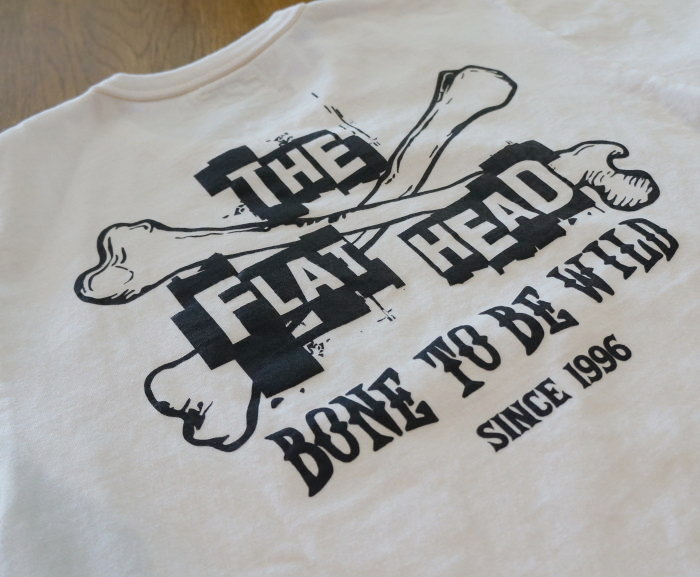 THE
FLAT HEAD
BONE TO BE WILD
SINCE 1996